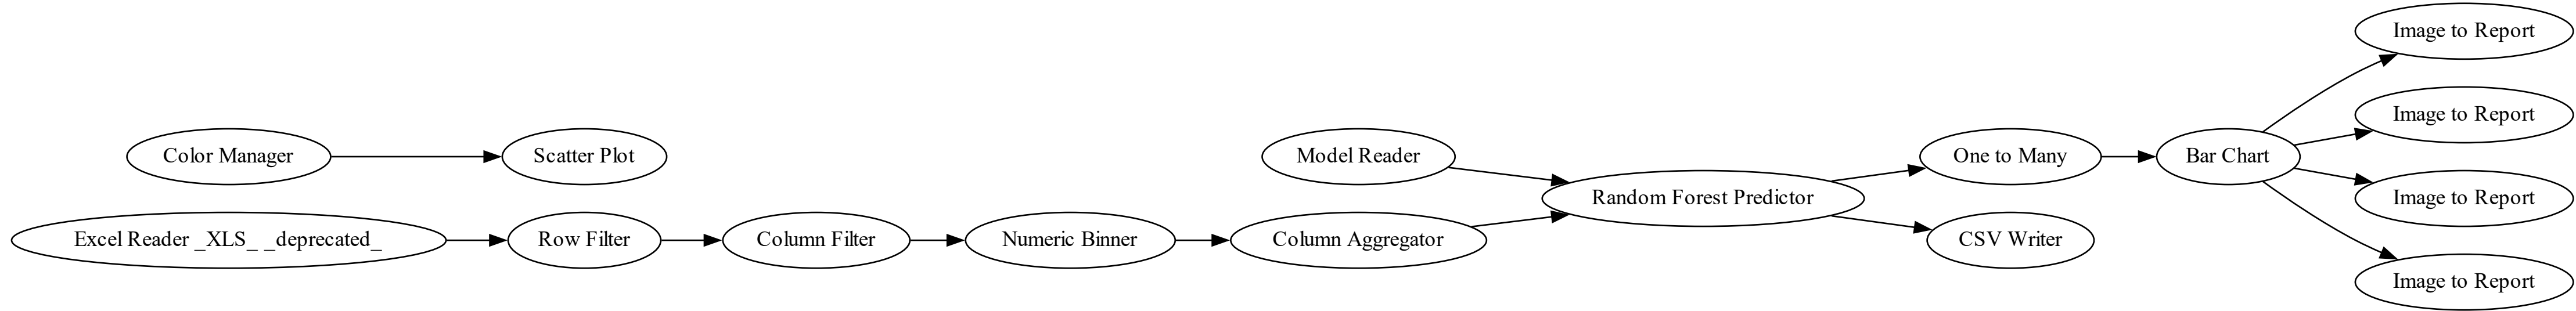 Image to Report
Image to Report
Color Manager
Scatter Plot
Model Reader
One to Many
Bar Chart
Random Forest Predictor
Image to Report
Excel Reader _XLS_ _deprecated_
Row Filter
Column Filter
Numeric Binner
Column Aggregator
CSV Writer
Image to Report